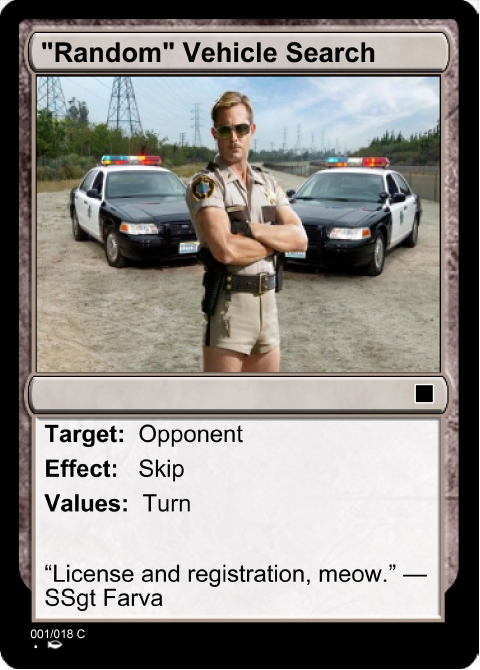 "Random" Vehicle Search
Target: Opponent
Effect: Skip
Values: Turn
“License and registration, meow.” —
SSgt Farva
001/018 C